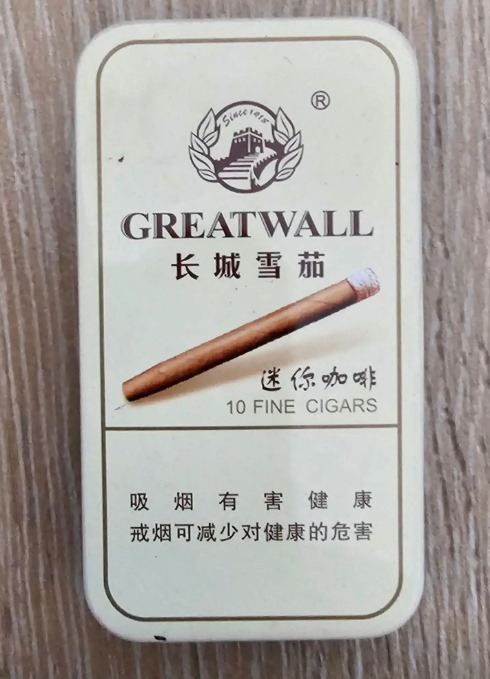 Since 1918
®
GREATWALL
长城雪茄
迷你咖啡
10 FINE CIGARS
吸烟有害健康
戒烟可减少对健康的危害